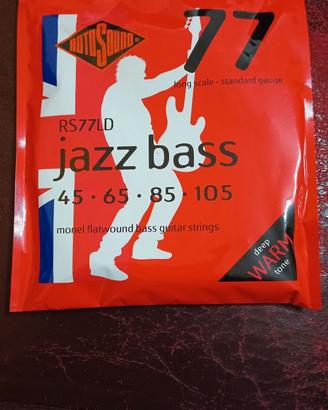 ROTOSOUND
77
long scale - standard gauge
RS77LD
jazz bass
45 · 65 · 85 · 105
monel flatwound bass guitar strings
deep
WARM
tone